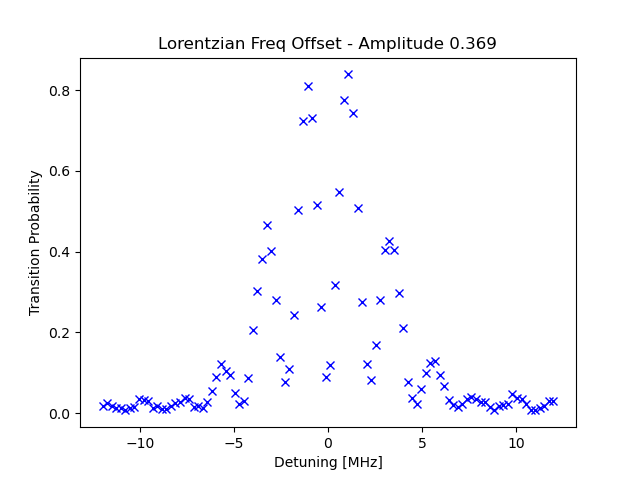 Lorentzian Freq Offset - Amplitude 0.369
0.8
0.6
0.4
0.2
0.0
Transition Probability
−10 −5 0 5 10
Detuning [MHz]